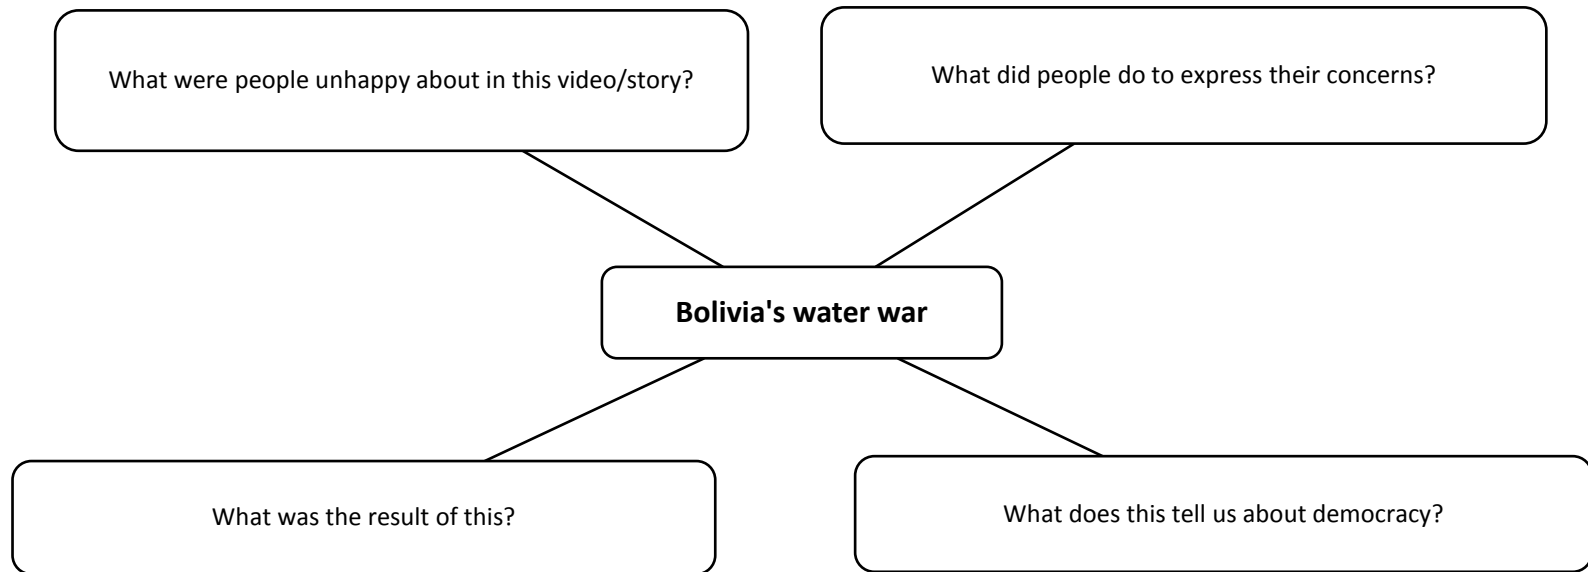 What were people unhappy about in this video/story?
What did people do to express their concerns?
Bolivia's water war
What was the result of this?
What does this tell us about democracy?